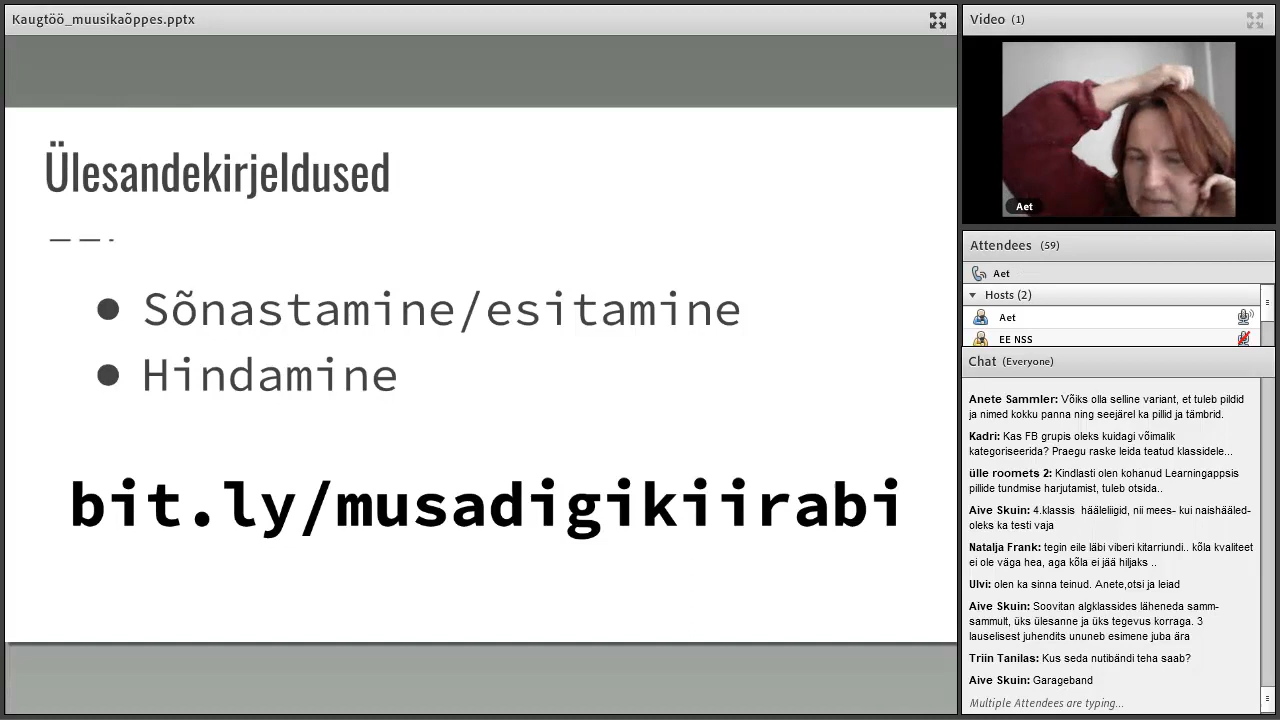 Kaugtöö_muusikaõppes.pptx
Ülesandekirjeldused
● Sõnastamine/esitamine
● Hindamine
bit.ly/musadigikiirabi
Video (1)
Aet
Attendees (59)
Aet
Hosts (2)
Aet
EE NSS
Chat (Everyone)
Anete Sammler: Võiks olla selline variant, et tuleb pildid
ja nimed kokku panna ning seejärel ka pillid ja tämbrid.
Kadri: Kas FB grupis oleks kuidagi võimalik
kategoriseerida? Praegu raske leida teatud klassidele...
ülle roomets 2: Kindlasti olen kohanud Learningappsis
pillide tundmise harjutamist, tuleb otsida..
Aive Skuin: 4.klassis hääleliigid, nii mees- kui naishääled-
oleks ka testi vaja
Natalja Frank: tegin eile läbi viberi kitarriundi.. kõla kvaliteet
ei ole väga hea, aga kõla ei jää hiljaks ..
Ulvi: olen ka sinna teinud. Anete,otsi ja leiad
Aive Skuin: Soovitan algklassides läheneda samm-
sammult, üks ülesanne ja üks tegevus korraga. 3
lauselisest juhendits ununeb esimene juba ära
Triin Tanilas: Kus seda nutibändi teha saab?
Aive Skuin: Garageband
Multiple Attendees are typing...